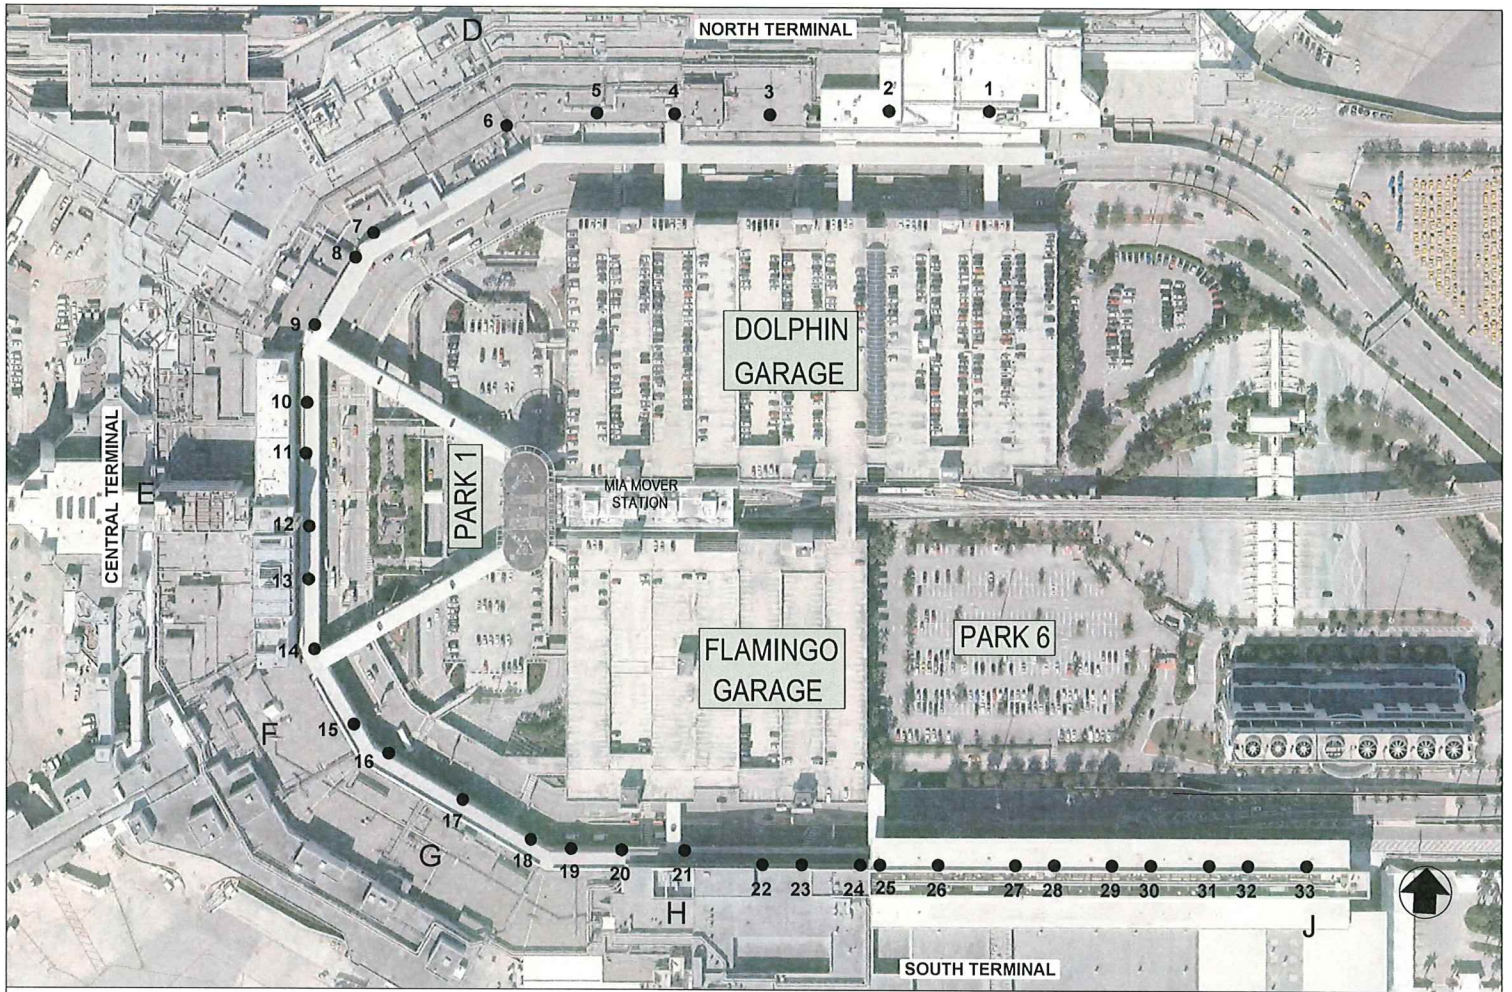 D
NORTH TERMINAL
5
4
3
2
1
6
7
8
9
DOLPHIN
GARAGE
10
11
PARK 1
CENTRAL TERMINAL
E
MIA MOVER
STATION
12
13
14
FLAMINGO
GARAGE
PARK 6
15
F
16
17
G
18
19
20
21
22
23
24
25
26
27
28
29
30
31
32
33
H
J
SOUTH TERMINAL